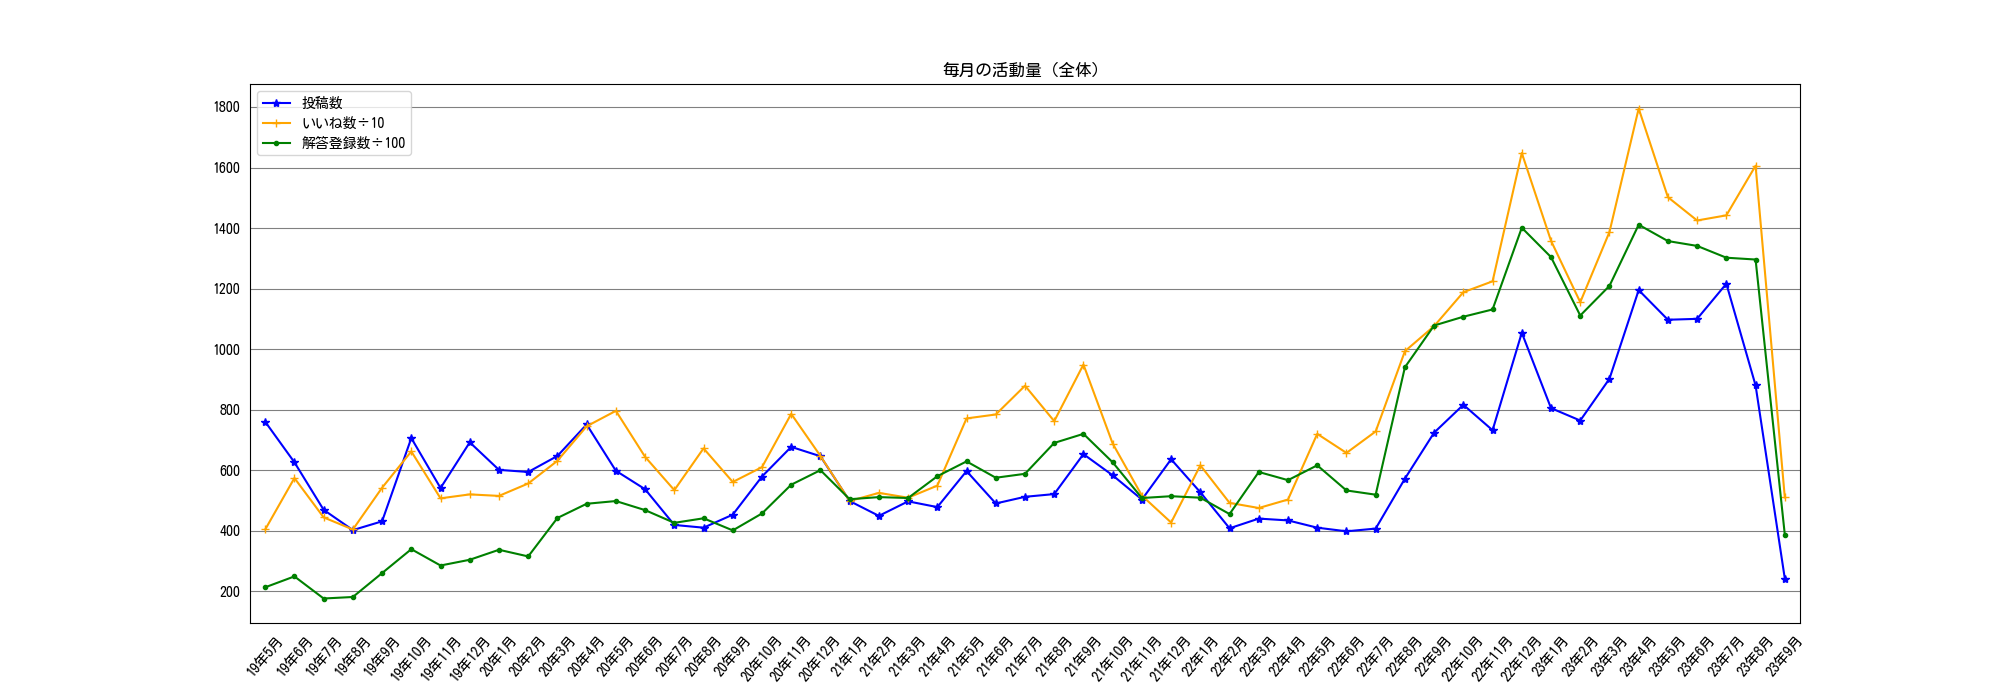 毎月の活動量（全体）
投稿数
いいね数÷10
解答登録数÷100
1800
1600
1400
1200
1000
800
600
400
200
19年5月
19年6月
19年7月
19年8月
19年9月
19年10月
19年11月
19年12月
20年1月
20年2月
20年3月
20年4月
20年5月
20年6月
20年7月
20年8月
20年9月
20年10月
20年11月
20年12月
21年1月
21年2月
21年3月
21年4月
21年5月
21年6月
21年7月
21年8月
21年9月
21年10月
21年11月
21年12月
22年1月
22年2月
22年3月
22年4月
22年5月
22年6月
22年7月
22年8月
22年9月
22年10月
22年11月
22年12月
23年1月
23年2月
23年3月
23年4月
23年5月
23年6月
23年7月
23年8月
23年9月